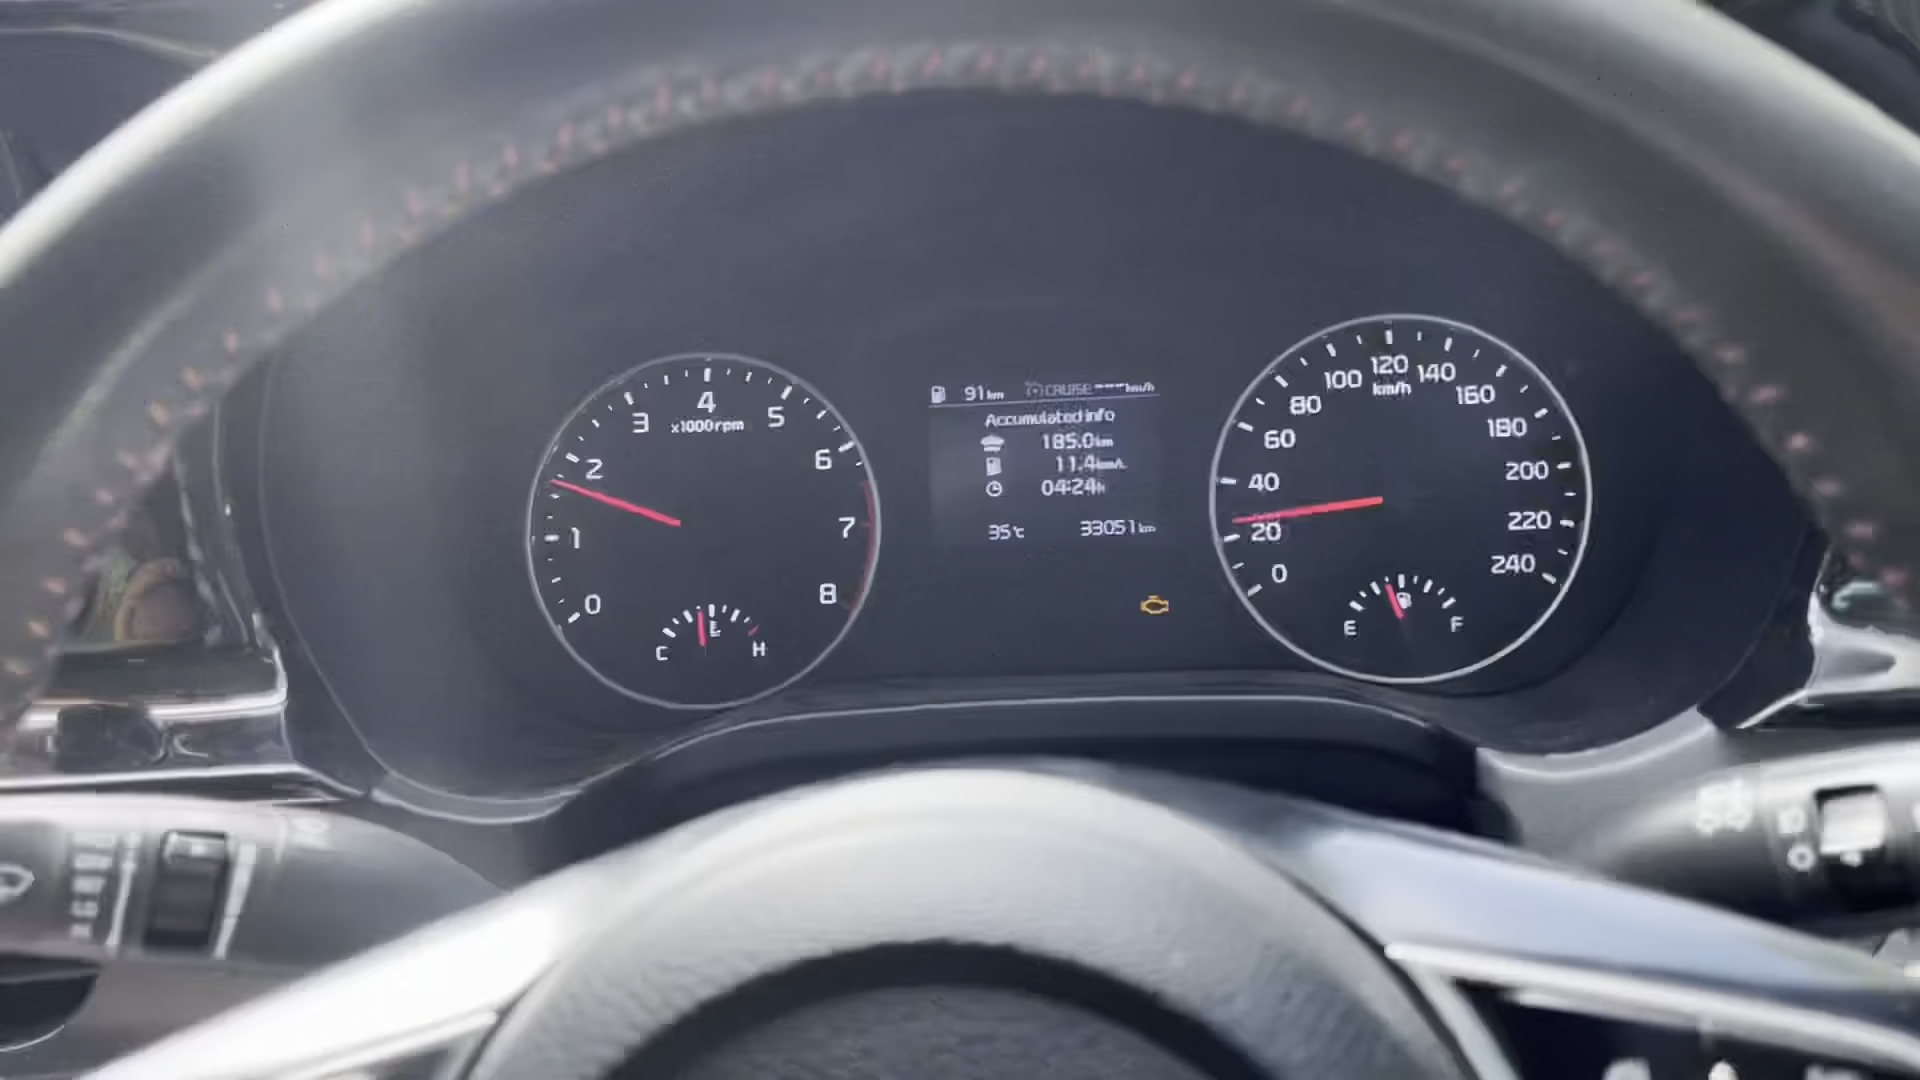 91km CRUISE ---km/h
Accumulated info
185.0km
11.4km/L
04:24h
35°C 33051km
0
1
2
3
4
5
6
7
8
x1000rpm
C H
0
20
40
60
80
100
120
140
160
180
200
220
240
km/h
E F